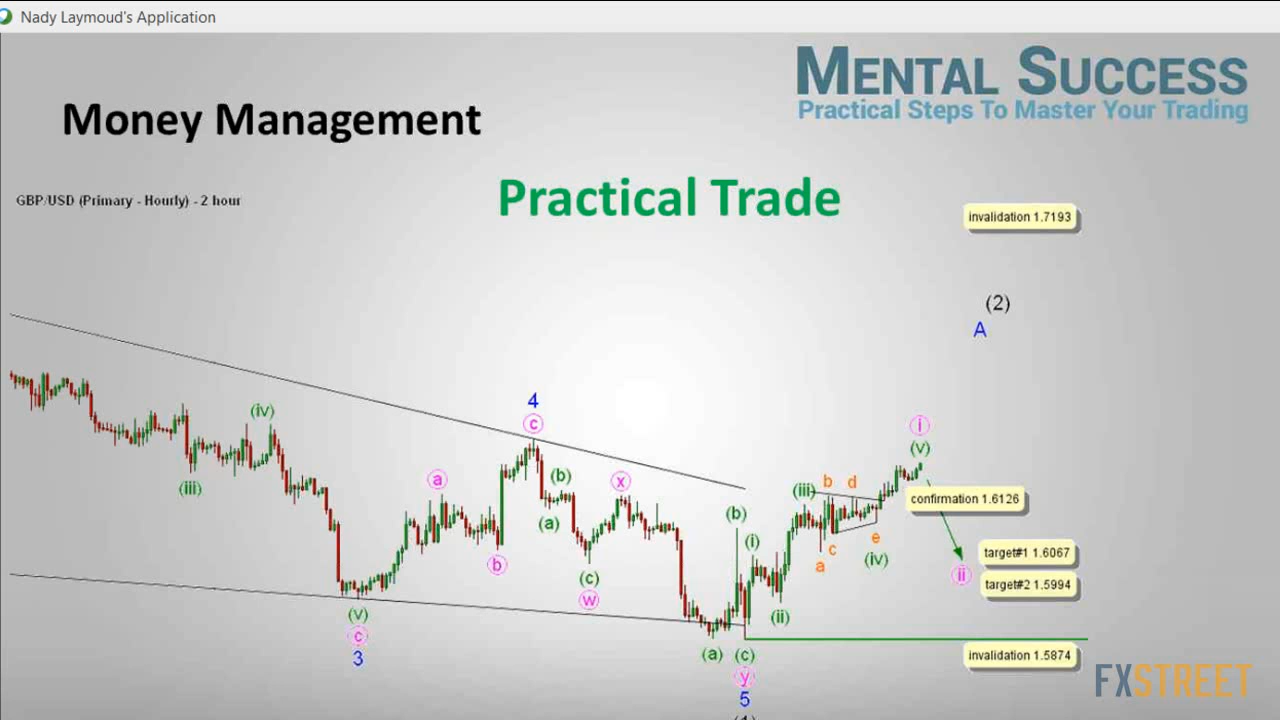 Nady Laymoud's Application
MENTAL SUCCESS
Practical Steps To Master Your Trading
Money Management
Practical Trade
GBP/USD (Primary - Hourly) - 2 hour
invalidation 1.7193
(2)
A
4
c
(iv)
i
(v)
(b)
a
x
b
d
(iii)
(iii)
confirmation 1.6126
(b)
(a)
(i)
e
c
(iv)
a
b
target#1 1.6067
ii
target#2 1.5994
(c)
w
(v)
c
3
(ii)
(a)
(c)
y
5
(1)
invalidation 1.5874
FXSTREET